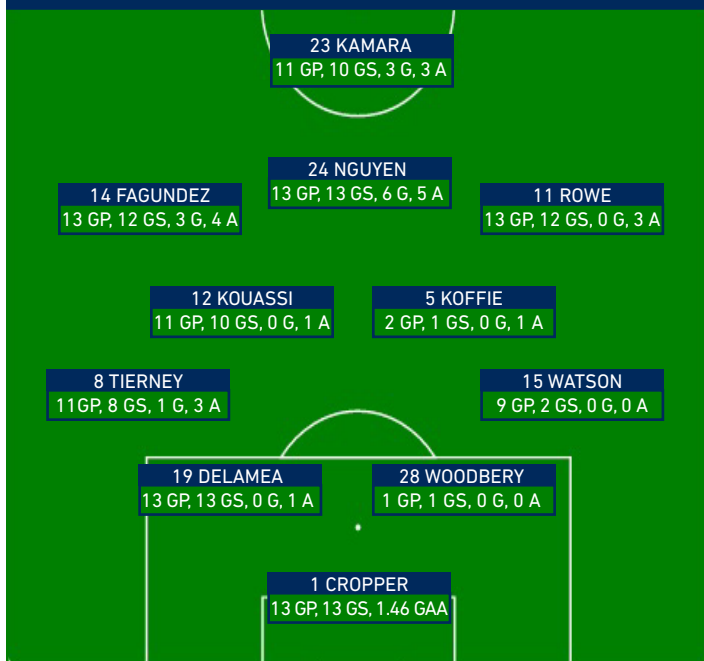 23 KAMARA
11 GP, 10 GS, 3 G, 3 A
24 NGUYEN
13 GP, 13 GS, 6 G, 5 A
14 FAGUNDEZ
13 GP, 12 GS, 3 G, 4 A
11 ROWE
13 GP, 12 GS, 0 G, 3 A
12 KOUASSI
11 GP, 10 GS, 0 G, 1 A
5 KOFFIE
2 GP, 1 GS, 0 G, 1 A
8 TIERNEY
11GP, 8 GS, 1 G, 3 A
15 WATSON
9 GP, 2 GS, 0 G, 0 A
19 DELAMEA
13 GP, 13 GS, 0 G, 1 A
28 WOODBERY
1 GP, 1 GS, 0 G, 0 A
1 CROPPER
13 GP, 13 GS, 1.46 GAA